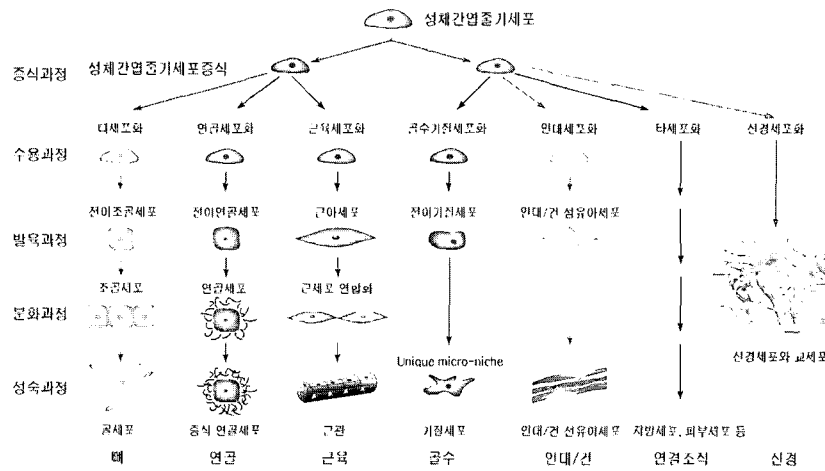 성체간엽줄기세포
증식과정 성체간엽줄기세포증식
뼈세포화 연골세포화 근육세포화 골수기질세포화 인대세포화 타세포화 신경세포화
수용과정
전이조골세포 전이연골세포 근아세포 전이기질세포 인대/건 섬유아세포
발육과정
조골세포 연골세포 근세포 연합화
분화과정
Unique micro-niche 신경세포와 교세포
성숙과정
골세포 증식 연골세포 근관 기질세포 인대/건 섬유아세포 지방세포, 피부세포 등
뼈 연골 근육 골수 인대/건 연결조식 신경